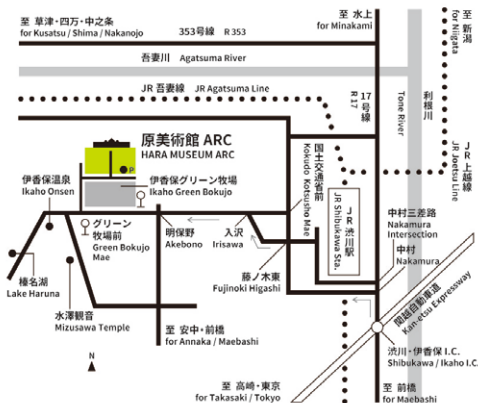 至 草津・四万・中之条
for Kusatsu / Shima / Nakanojo
353号線 R 353
至 水上
for Minakami
至 新潟
for Niigata
吾妻川 Agatsuma River
JR 吾妻線 JR Agatsuma Line
17号線
R 17
Tone River
利根川
JR 上越線
JR Joetsu Line
原美術館 ARC
HARA MUSEUM ARC
P
伊香保温泉
Ikaho Onsen
伊香保グリーン牧場
Ikaho Green Bokujo
国土交通省前
Kokudo Kotsusho Mae
JR 渋川駅
JR Shibukawa Sta.
グリーン
牧場前
Green Bokujo
Mae
明保野
Akebono
入沢
Irisawa
中村三差路
Nakamura
Intersection
中村
Nakamura
藤ノ木東
Fujinoki Higashi
榛名湖
Lake Haruna
水澤観音
Mizusawa Temple
関越自動車道
Kan-etsu Expressway
至 安中・前橋
for Annaka / Maebashi
渋川・伊香保 I.C.
Shibukawa / Ikaho I.C.
N
至 高崎・東京
for Takasaki / Tokyo
至 前橋
for Maebashi